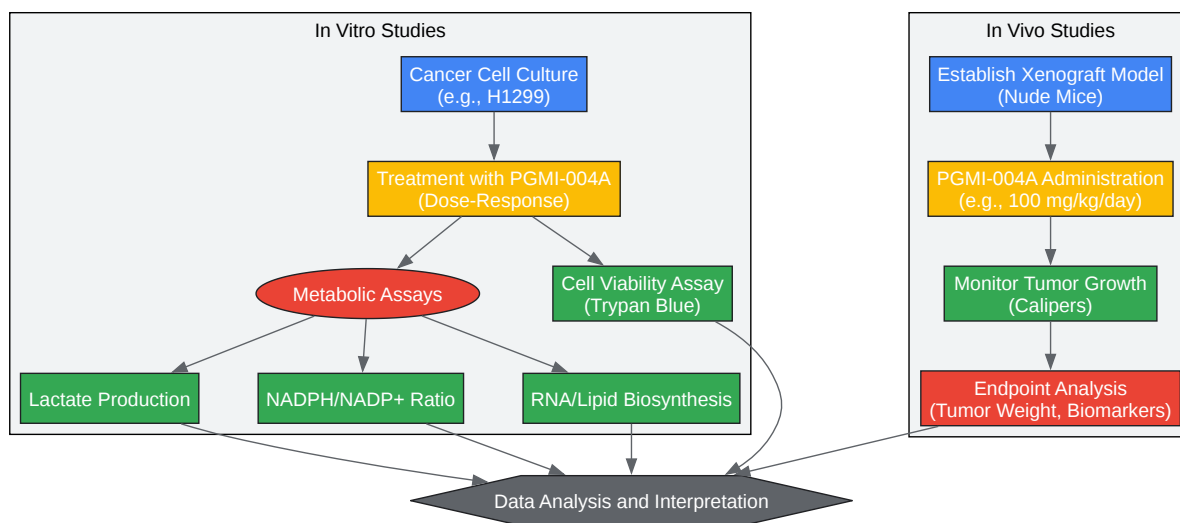 In Vitro Studies
Cancer Cell Culture
(e.g., H1299)
Treatment with PGMI-004A
(Dose-Response)
Metabolic Assays
Cell Viability Assay
(Trypan Blue)
Lactate Production
NADPH/NADP+ Ratio
RNA/Lipid Biosynthesis
In Vivo Studies
Establish Xenograft Model
(Nude Mice)
PGMI-004A Administration
(e.g., 100 mg/kg/day)
Monitor Tumor Growth
(Calipers)
Endpoint Analysis
(Tumor Weight, Biomarkers)
Data Analysis and Interpretation